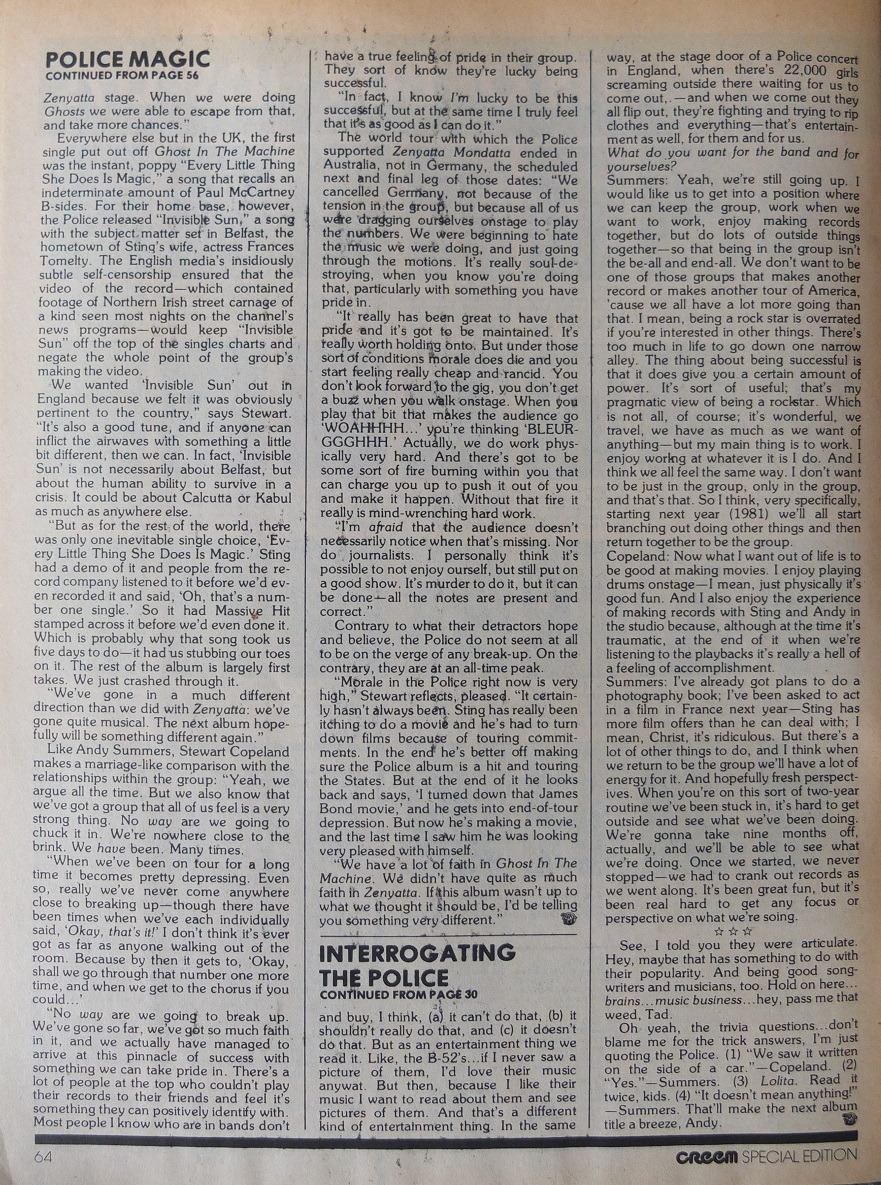 POLICE MAGIC
CONTINUED FROM PAGE 56
Zenyatta stage. When we were doing
Ghosts we were able to escape from that,
and take more chances."
Everywhere else but in the UK, the first
single put out off Ghost In The Machine
was the instant, poppy "Every Little Thing
She Does Is Magic," a song that recalls an
indeterminate amount of Paul McCartney
B-sides. For their home base, however,
the Police released "Invisible Sun," a song
with the subject matter set in Belfast, the
hometown of Sting's wife, actress Frances
Tomelty. The English media's insidiously
subtle self-censorship ensured that the
video of the record—which contained
footage of Northern Irish street carnage of
a kind seen most nights on the channel's
news programs—would keep "Invisible
Sun" off the top of the singles charts and
negate the whole point of the group's
making the video.
We wanted 'Invisible Sun' out in
England because we felt it was obviously
pertinent to the country," says Stewart.
"It's also a good tune, and if anyone can
inflict the airwaves with something a little
bit different, then we can. In fact, 'Invisible
Sun' is not necessarily about Belfast, but
about the human ability to survive in a
crisis. It could be about Calcutta or Kabul
as much as anywhere else.
"But as for the rest of the world, there
was only one inevitable single choice, 'Ev-
ery Little Thing She Does Is Magic.' Sting
had a demo of it and people from the re-
cord company listened to it before we'd ev-
en recorded it and said, 'Oh, that's a num-
ber one single.' So it had Massive Hit
stamped across it before we'd even done it.
Which is probably why that song took us
five days to do—it had us stubbing our toes
on it. The rest of the album is largely first
takes. We just crashed through it.
"We've gone in a much different
direction than we did with Zenyatta: we've
gone quite musical. The next album hope-
fully will be something different again."
Like Andy Summers, Stewart Copeland
makes a marriage-like comparison with the
relationships within the group: "Yeah, we
argue all the time. But we also know that
we've got a group that all of us feel is a very
strong thing. No way are we going to
chuck it in. We're nowhere close to the
brink. We have been. Many times.
"When we've been on tour for a long
time it becomes pretty depressing. Even
so, really we've never come anywhere
close to breaking up—though there have
been times when we've each individually
said, 'Okay, that's it!' I don't think it's ever
got as far as anyone walking out of the
room. Because by then it gets to, 'Okay,
shall we go through that number one more
time, and when we get to the chorus if you
could...'
"No way are we going to break up.
We've gone so far, we've got so much faith
in it, and we actually have managed to
arrive at this pinnacle of success with
something we can take pride in. There's a
lot of people at the top who couldn't play
their records to their friends and feel it's
something they can positively identify with.
Most people I know who are in bands don't
have a true feeling of pride in their group.
They sort of know they're lucky being
successful.
"In fact, I know I'm lucky to be this
successful, but at the same time I truly feel
that it's as good as I can do it."
The world tour with which the Police
supported Zenyatta Mondatta ended in
Australia, not in Germany, the scheduled
next and final leg of those dates: "We
cancelled Germany, not because of the
tension in the group, but because all of us
were dragging ourselves onstage to play
the numbers. We were beginning to hate
the music we were doing, and just going
through the motions. It's really soul-de-
stroying, when you know you're doing
that, particularly with something you have
pride in.
"It really has been great to have that
pride and it's got to be maintained. It's
really worth holding onto. But under those
sort of conditions morale does die and you
start feeling really cheap and rancid. You
don't look forward to the gig, you don't get
a buzz when you walk onstage. When you
play that bit that makes the audience go
'WOAHHHH...' you're thinking 'BLEUR-
GGGHHH.' Actually, we do work phys-
ically very hard. And there's got to be
some sort of fire burning within you that
can charge you up to push it out of you
and make it happen. Without that fire it
really is mind-wrenching hard work.
"I'm afraid that the audience doesn't
necessarily notice when that's missing. Nor
do journalists. I personally think it's
possible to not enjoy ourself, but still put on
a good show. It's murder to do it, but it can
be done—all the notes are present and
correct."
Contrary to what their detractors hope
and believe, the Police do not seem at all
to be on the verge of any break-up. On the
contrary, they are at an all-time peak.
"Morale in the Police right now is very
high," Stewart reflects, pleased. "It certain-
ly hasn't always been. Sting has really been
itching to do a movie and he's had to turn
down films because of touring commit-
ments. In the end he's better off making
sure the Police album is a hit and touring
the States. But at the end of it he looks
back and says, 'I turned down that James
Bond movie,' and he gets into end-of-tour
depression. But now he's making a movie,
and the last time I saw him he was looking
very pleased with himself.
"We have a lot of faith in Ghost In The
Machine. We didn't have quite as much
faith in Zenyatta. If this album wasn't up to
what we thought it should be, I'd be telling
you something very different."
INTERROGATING
THE POLICE
CONTINUED FROM PAGE 30
and buy, I think, (a) it can't do that, (b) it
shouldn't really do that, and (c) it doesn't
do that. But as an entertainment thing we
read it. Like, the B-52's...if I never saw a
picture of them, I'd love their music
anywat. But then, because I like their
music I want to read about them and see
pictures of them. And that's a different
kind of entertainment thing. In the same
way, at the stage door of a Police concert
in England, when there's 22,000 girls
screaming outside there waiting for us to
come out, —and when we come out they
all flip out, they're fighting and trying to rip
clothes and everything—that's entertain-
ment as well, for them and for us.
What do you want for the band and for
yourselves?
Summers: Yeah, we're still going up. I
would like us to get into a position where
we can keep the group, work when we
want to work, enjoy making records
together, but do lots of outside things
together—so that being in the group isn't
the be-all and end-all. We don't want to be
one of those groups that makes another
record or makes another tour of America,
'cause we all have a lot more going than
that. I mean, being a rock star is overrated
if you're interested in other things. There's
too much in life to go down one narrow
alley. The thing about being successful is
that it does give you a certain amount of
power. It's sort of useful; that's my
pragmatic view of being a rockstar. Which
is not all, of course; it's wonderful, we
travel, we have as much as we want of
anything—but my main thing is to work. I
enjoy workng at whatever it is I do. And I
think we all feel the same way. I don't want
to be just in the group, only in the group,
and that's that. So I think, very specifically,
starting next year (1981) we'll all start
branching out doing other things and then
return together to be the group.
Copeland: Now what I want out of life is to
be good at making movies. I enjoy playing
drums onstage—I mean, just physically it's
good fun. And I also enjoy the experience
of making records with Sting and Andy in
the studio because, although at the time it's
traumatic, at the end of it when we're
listening to the playbacks it's really a hell of
a feeling of accomplishment.
Summers: I've already got plans to do a
photography book; I've been asked to act
in a film in France next year—Sting has
more film offers than he can deal with; I
mean, Christ, it's ridiculous. But there's a
lot of other things to do, and I think when
we return to be the group we'll have a lot of
energy for it. And hopefully fresh perspect-
ives. When you're on this sort of two-year
routine we've been stuck in, it's hard to get
outside and see what we've been doing.
We're gonna take nine months off,
actually, and we'll be able to see what
we're doing. Once we started, we never
stopped—we had to crank out records as
we went along. It's been great fun, but it's
been real hard to get any focus or
perspective on what we're soing.
☆ ☆ ☆
See, I told you they were articulate.
Hey, maybe that has something to do with
their popularity. And being good song-
writers and musicians, too. Hold on here...
brains...music business...hey, pass me that
weed, Tad.
Oh yeah, the trivia questions...don't
blame me for the trick answers, I'm just
quoting the Police. (1) "We saw it written
on the side of a car."—Copeland. (2)
"Yes."—Summers. (3) Lolita. Read it
twice, kids. (4) "It doesn't mean anything!"
—Summers. That'll make the next album
title a breeze, Andy.
64
CREEM SPECIAL EDITION